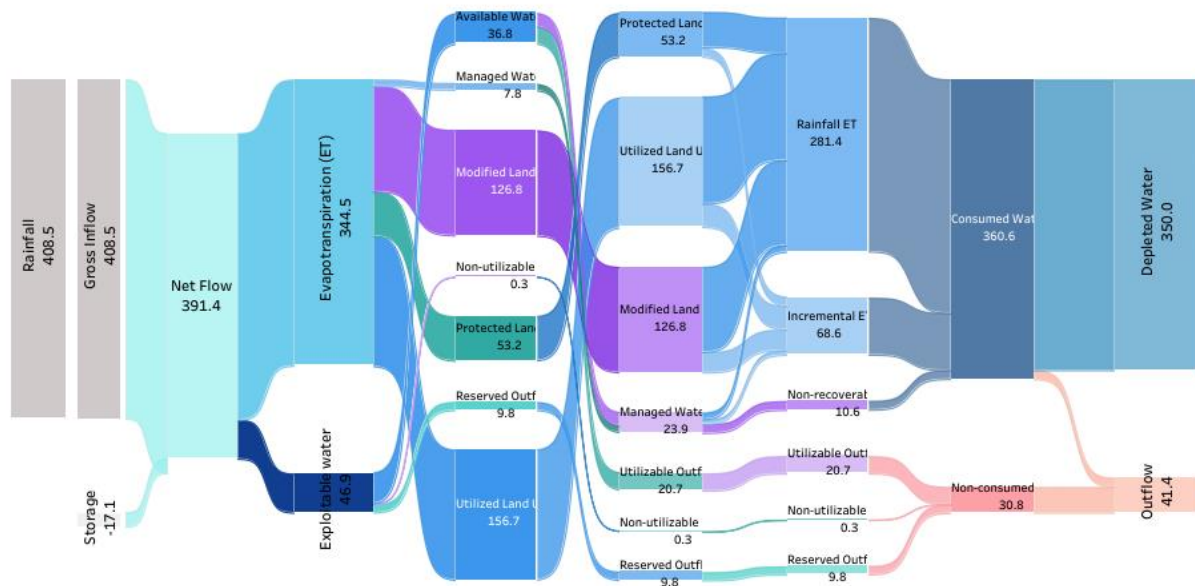 Rainfall
408.5
Gross Inflow
408.5
Storage
-17.1
Net Flow
391.4
Evapotranspiration (ET)
344.5
Exploitable water
46.9
Available Wat
36.8
Managed Wat
7.8
Modified Land
126.8
Non-utilizable
0.3
Protected Land
53.2
Reserved Outf
9.8
Utilized Land U
156.7
Protected Land
53.2
Utilized Land U
156.7
Modified Land
126.8
Managed Wate
23.9
Utilizable Outf
20.7
Non-utilizable
0.3
Reserved Outfl
9.8
Rainfall ET
281.4
Incremental ET
68.6
Non-recoverat
10.6
Utilizable Outf
20.7
Non-utilizable
0.3
Reserved Outfl
9.8
Consumed Wat
360.6
Non-consumed
30.8
Depleted Water
350.0
Outflow
41.4